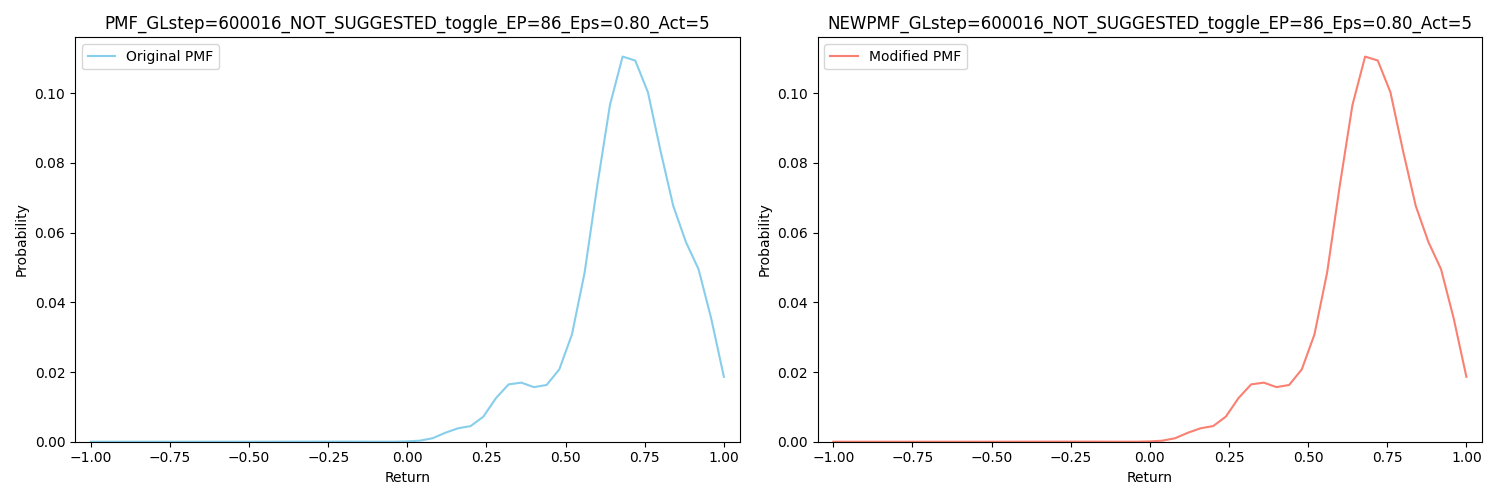 PMF_GLstep=600016_NOT_SUGGESTED_toggle_EP=86_Eps=0.80_Act=5
Original PMF
Probability
0.10
0.08
0.06
0.04
0.02
0.00
−1.00 −0.75 −0.50 −0.25 0.00 0.25 0.50 0.75 1.00
Return
NEWPMF_GLstep=600016_NOT_SUGGESTED_toggle_EP=86_Eps=0.80_Act=5
Modified PMF
Probability
0.10
0.08
0.06
0.04
0.02
0.00
−1.00 −0.75 −0.50 −0.25 0.00 0.25 0.50 0.75 1.00
Return